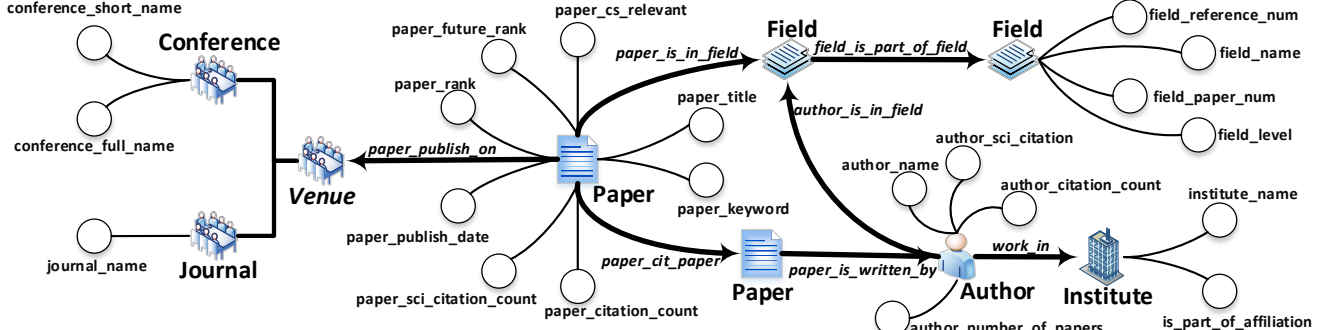 conference_short_name
Conference
conference_full_name
Venue
journal_name
Journal
paper_future_rank
paper_cs_relevant
paper_rank
paper_title
paper_publish_on
Paper
paper_keyword
paper_publish_date
paper_sci_citation_count
paper_citation_count
paper_is_in_field
Field
field_is_part_of_field
Field
field_reference_num
field_name
field_paper_num
field_level
author_is_in_field
author_sci_citation
author_name
author_citation_count
paper_cit_paper
Paper
paper_is_written_by
work_in
Author
Institute
institute_name
is_part_of_affiliation
author_number_of_papers